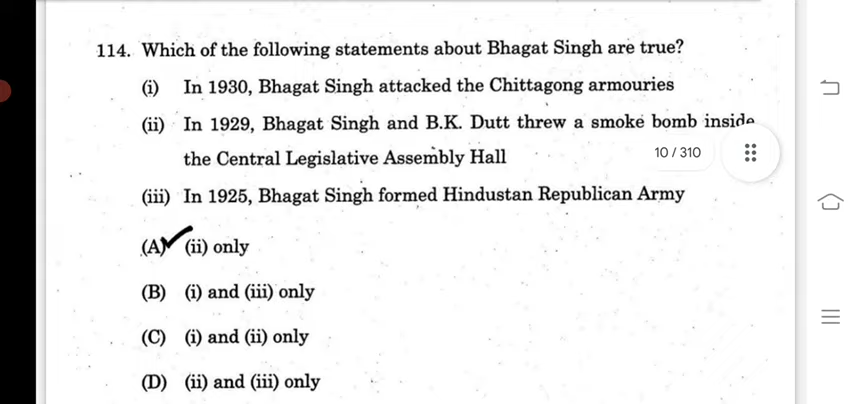 114. Which of the following statements about Bhagat Singh are true?
(i) In 1930, Bhagat Singh attacked the Chittagong armouries
(ii) In 1929, Bhagat Singh and B.K. Dutt threw a smoke bomb inside
the Central Legislative Assembly Hall
10 / 310
(iii) In 1925, Bhagat Singh formed Hindustan Republican Army
(A) (ii) only
(B) (i) and (iii) only
(C) (i) and (ii) only
(D) (ii) and (iii) only